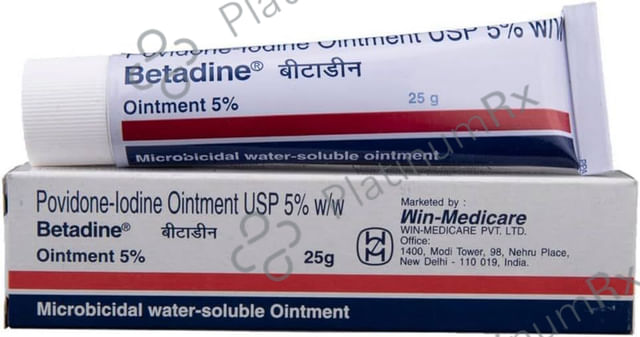 Povidone-Iodine Ointment USP 5% w/w
Betadine® बीटाडीन
Ointment 5% 25 g
Microbicidal water-soluble ointment
Povidone-Iodine Ointment USP 5% w/w
Betadine® बीटाडीन
Ointment 5% 25g
Microbicidal water-soluble Ointment
Marketed by :
Win-Medicare
WIN-MEDICARE PVT. LTD.
Office:
1400, Modi Tower, 98, Nehru Place,
New Delhi - 110 019, India.
PlatinumRx
PlatinumRx